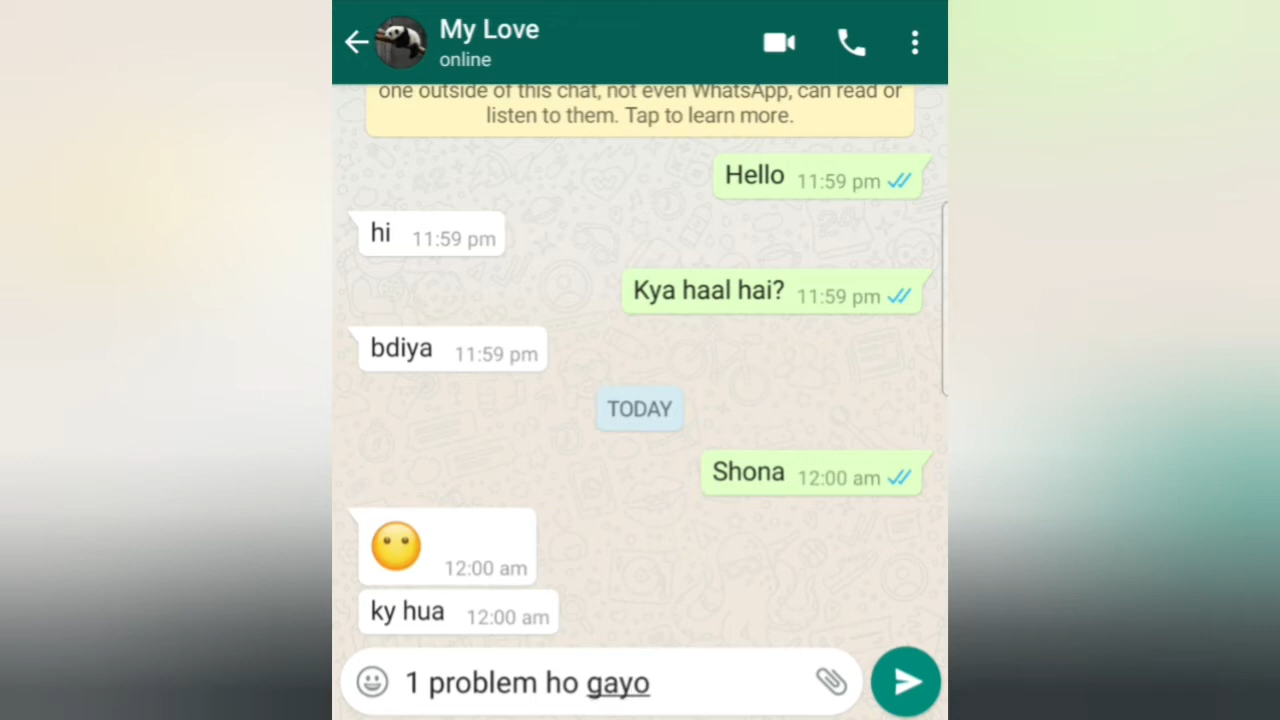 My Love
online
one outside of this chat, not even WhatsApp, can read or
listen to them. Tap to learn more.
Hello 11:59 pm
hi 11:59 pm
Kya haal hai? 11:59 pm
bdiya 11:59 pm
TODAY
Shona 12:00 am
12:00 am
ky hua 12:00 am
1 problem ho gayo